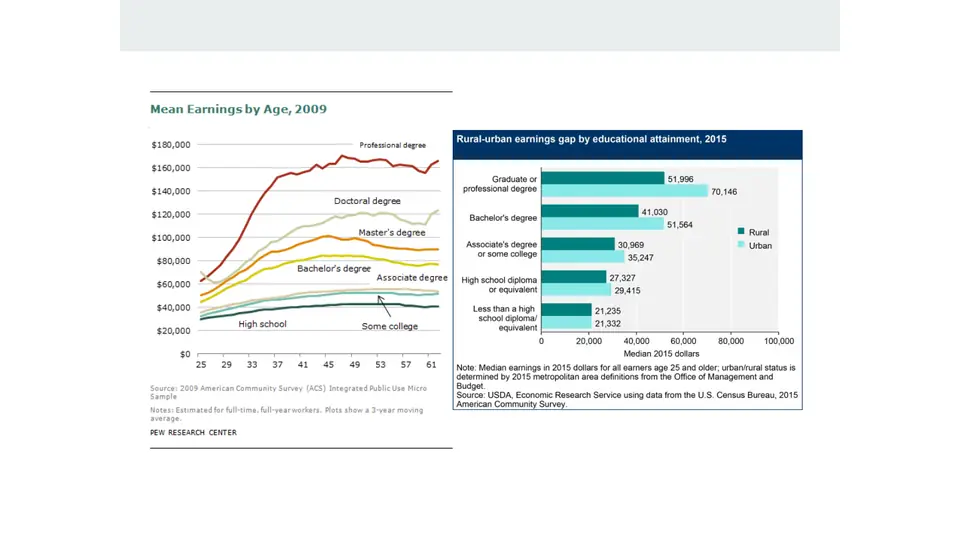 Mean Earnings by Age, 2009
$180,000
$160,000
$140,000
$120,000
$100,000
$80,000
$60,000
$40,000
$20,000
$0
Professional degree
Doctoral degree
Master's degree
Bachelor's degree
Associate degree
High school
Some college
25 29 33 37 41 45 49 53 57 61
Source: 2009 American Community Survey (ACS) Integrated Public Use Micro
Sample
Notes: Estimated for full-time, full-year workers. Plots show a 3-year moving
average.
PEW RESEARCH CENTER
Rural-urban earnings gap by educational attainment, 2015
Graduate or
professional degree
51,996
70,146
Bachelor's degree
41,030
51,564
Associate's degree
or some college
30,969
35,247
High school diploma
or equivalent
27,327
29,415
Less than a high
school diploma/
equivalent
21,235
21,332
Rural
Urban
0 20,000 40,000 60,000 80,000 100,000
Median 2015 dollars
Note: Median earnings in 2015 dollars for all earners age 25 and older; urban/rural status is
determined by 2015 metropolitan area definitions from the Office of Management and
Budget.
Source: USDA, Economic Research Service using data from the U.S. Census Bureau, 2015
American Community Survey.